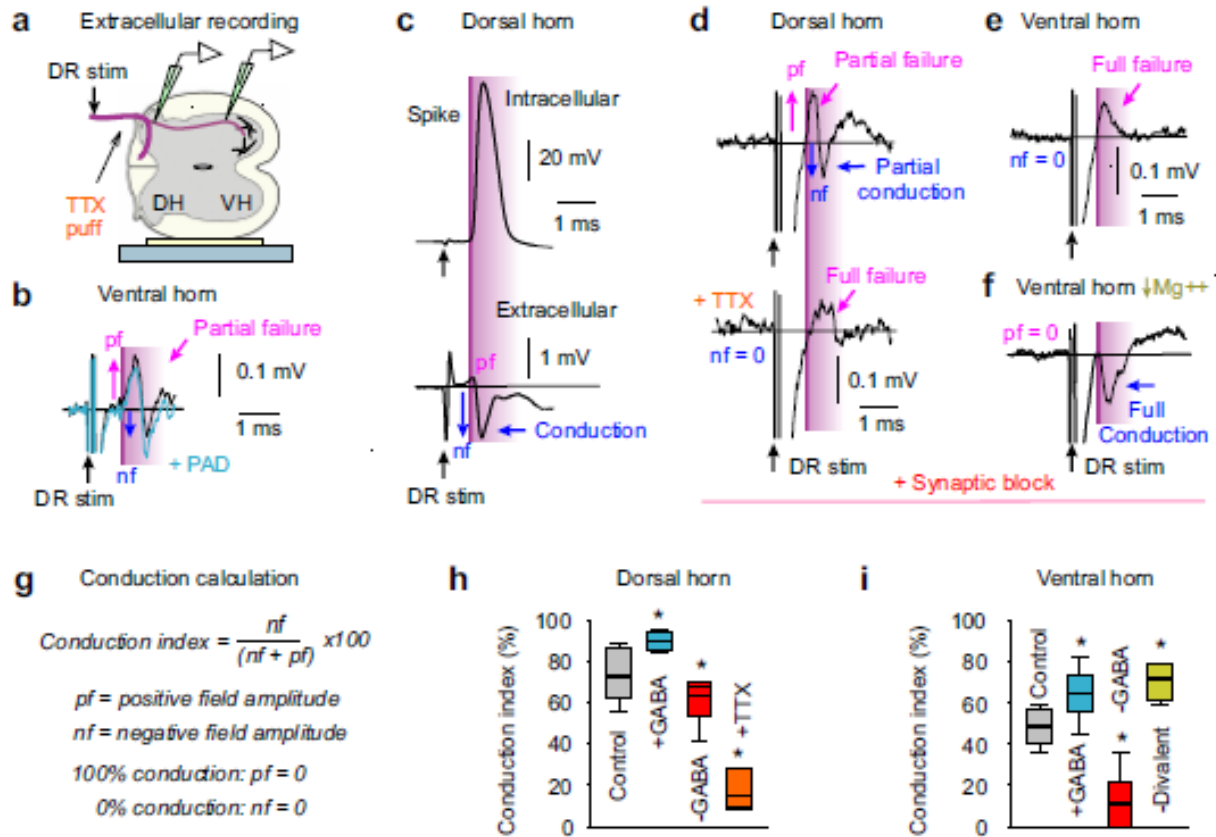 a Extracellular recording
DR stim
TTX
puff
DH VH
b Ventral horn
Partial failure
pf
0.1 mV
1 ms
nf
+ PAD
DR stim
c Dorsal horn
Spike
Intracellular
20 mV
1 ms
Extracellular
pf
1 mV
Conduction
nf
DR stim
d Dorsal horn
pf
Partial failure
nf
Partial
conduction
+ TTX
Full failure
nf = 0
0.1 mV
1 ms
DR stim
e Ventral horn
Full failure
nf = 0
0.1 mV
1 ms
f Ventral horn ↓Mg++
pf = 0
Full
Conduction
DR stim
+ Synaptic block
g Conduction calculation
Conduction index = nf / (nf + pf) x100
pf = positive field amplitude
nf = negative field amplitude
100% conduction: pf = 0
0% conduction: nf = 0
h Dorsal horn
Conduction index (%)
100
80
60
40
20
0
Control
+GABA
-GABA
+TTX
* * *
i Ventral horn
Conduction index (%)
100
80
60
40
20
0
Control
+GABA
-GABA
-Divalent
* * *